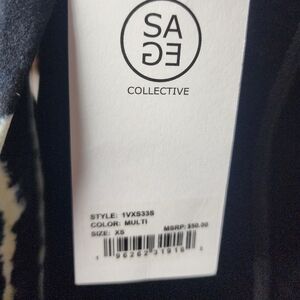 SA
GE
COLLECTIVE
STYLE: 1VXS33S
COLOR: MULTI
SIZE: XS MSRP: $50.00